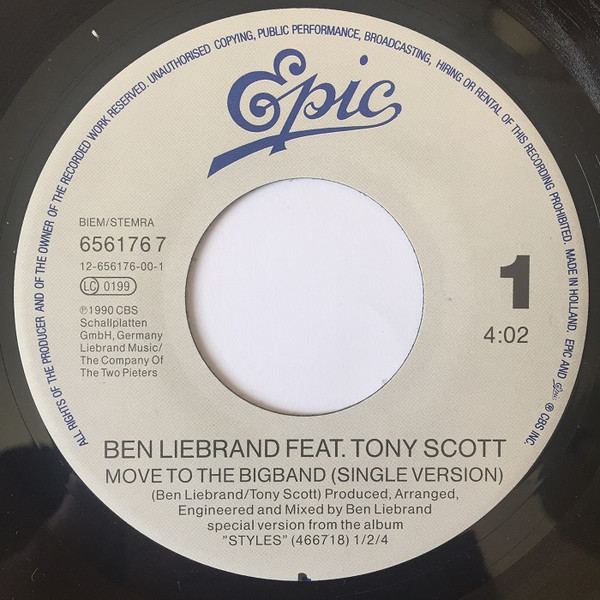 ALL RIGHTS OF THE PRODUCER AND OF THE OWNER OF THE RECORDED WORK RESERVED. UNAUTHORISED COPYING, PUBLIC PERFORMANCE, BROADCASTING, HIRING OR RENTAL OF THIS RECORDING PROHIBITED. MADE IN HOLLAND. EPIC AND Epic ® CBS INC.
Epic
BIEM/STEMRA
656176 7
12-656176-00-1
LC 0199
℗1990 CBS
Schallplatten
GmbH, Germany
Liebrand Music/
The Company Of
The Two Pieters
1
4:02
BEN LIEBRAND FEAT. TONY SCOTT
MOVE TO THE BIGBAND (SINGLE VERSION)
(Ben Liebrand/Tony Scott) Produced, Arranged,
Engineered and Mixed by Ben Liebrand
special version from the album
"STYLES" (466718) 1/2/4